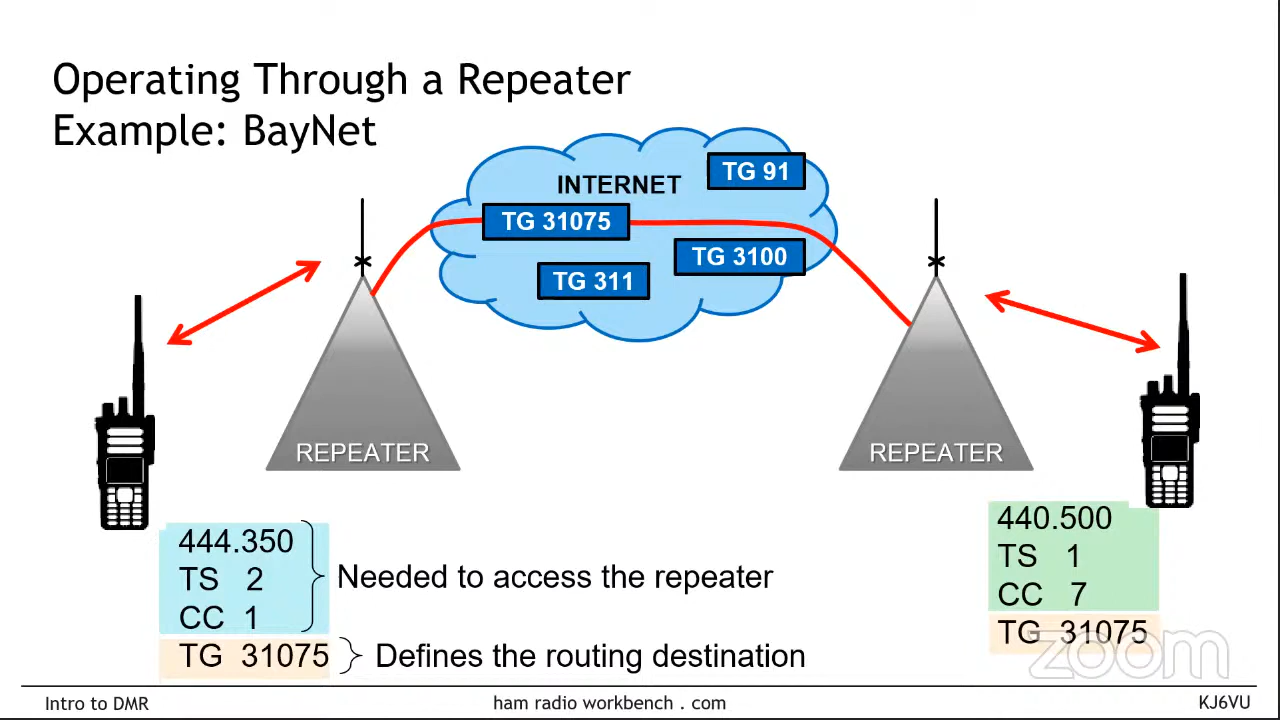 Operating Through a Repeater
Example: BayNet
INTERNET
TG 91
TG 31075
TG 3100
TG 311
REPEATER
REPEATER
444.350
TS 2
CC 1
Needed to access the repeater
TG 31075
Defines the routing destination
440.500
TS 1
CC 7
TG 31075
zoom
Intro to DMR
ham radio workbench . com
KJ6VU